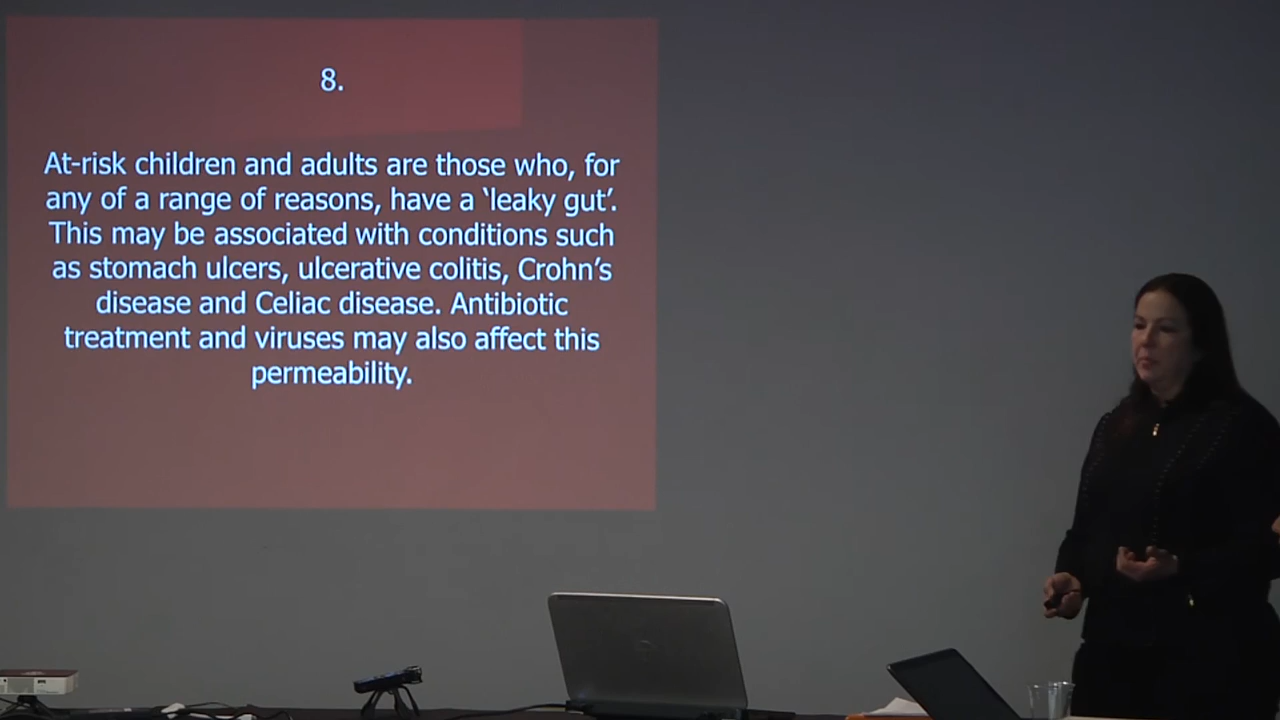 8.
At-risk children and adults are those who, for
any of a range of reasons, have a ‘leaky gut’.
This may be associated with conditions such
as stomach ulcers, ulcerative colitis, Crohn’s
disease and Celiac disease. Antibiotic
treatment and viruses may also affect this
permeability.